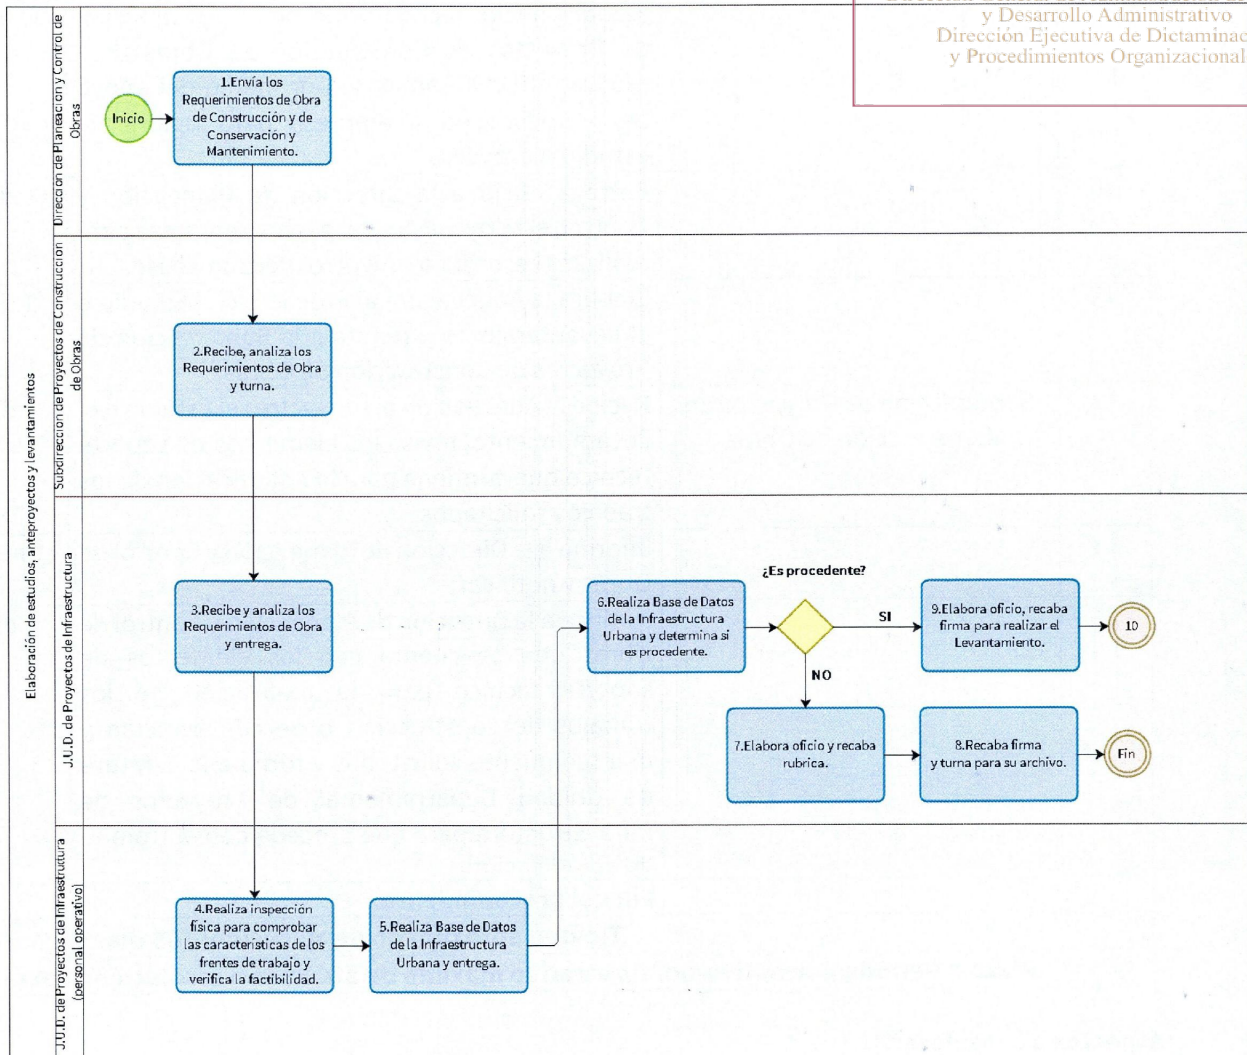 y Desarrollo Administrativo
Dirección Ejecutiva de
y Procedimientos
Elaboración de estudios, anteproyectos y levantamientos
Dirección de Planeación y Control de
Obras
Inicio
1.Envía los
Requerimientos de Obra
de Construcción y de
Conservación y
Mantenimiento.
Subdirección de Proyectos de Construcción
de Obras
2.Recibe, analiza los
Requerimientos de Obra
y turna.
J.U.D. de Proyectos de Infraestructura
3.Recibe y analiza los
Requerimientos de Obra
y entrega.
6.Realiza Base de Datos
de la Infraestructura
Urbana y determina si
es procedente.
¿Es procedente?
SI
9.Elabora oficio, recaba
firma para realizar el
Levantamiento.
10
NO
7.Elabora oficio y recaba
rubrica.
8.Recaba firma
y turna para su archivo.
Fin
J.U.D. de Proyectos de Infraestructura
(personal operativo)
4.Realiza inspección
física para comprobar
las características de los
frentes de trabajo y
verifica la factibilidad.
5.Realiza Base de Datos
de la Infraestructura
Urbana y entrega.